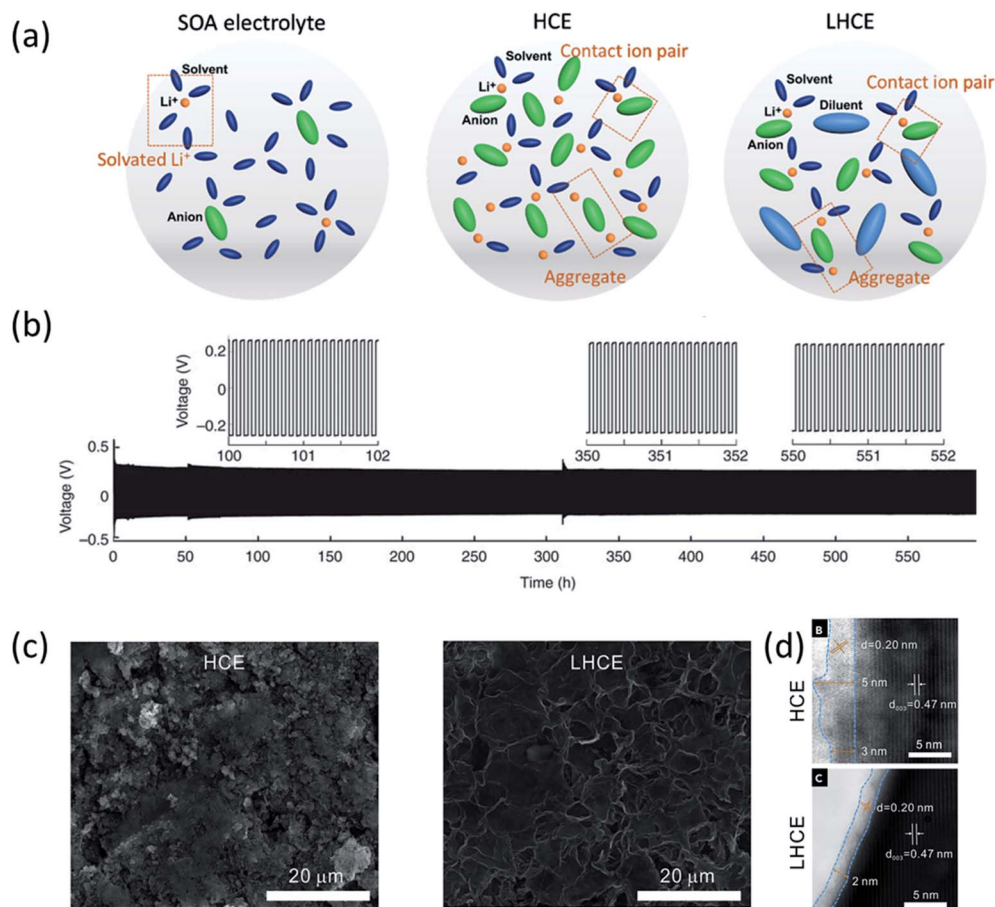 (a)
SOA electrolyte
HCE
LHCE
Solvent
Li⁺
Solvated Li⁺
Anion
Solvent
Contact ion pair
Li⁺
Anion
Aggregate
Solvent
Contact ion pair
Li⁺
Diluent
Anion
Aggregate
(b)
Voltage (V)
0.2
0
−0.2
100 101 102
350 351 352
550 551 552
Voltage (V)
0.5
0
−0.5
0 50 100 150 200 250 300 350 400 450 500 550
Time (h)
(c)
HCE
20 μm
LHCE
20 μm
(d)
HCE
B
d=0.20 nm
5 nm
d₀₀₃=0.47 nm
3 nm
5 nm
LHCE
C
d=0.20 nm
d₀₀₃=0.47 nm
2 nm
5 nm